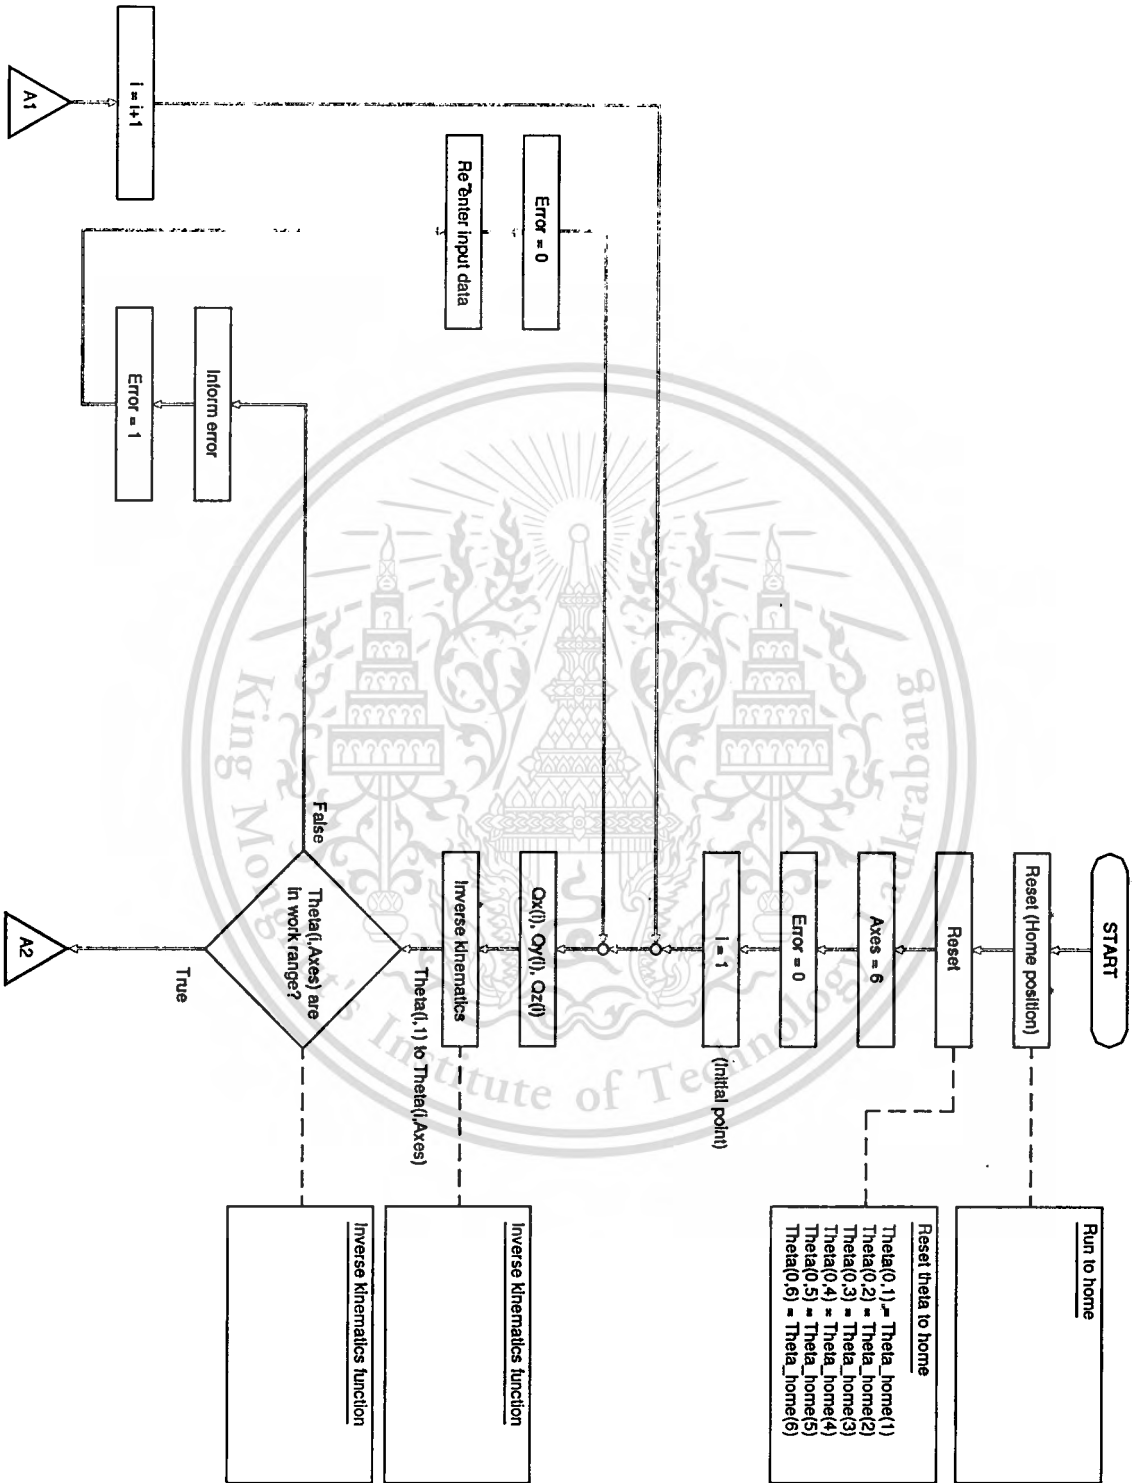 START
Reset (Home position)
Run to home
Reset
Reset theta to home
Theta(0,1) = Theta_home(1)
Theta(0,2) = Theta_home(2)
Theta(0,3) = Theta_home(3)
Theta(0,4) = Theta_home(4)
Theta(0,5) = Theta_home(5)
Theta(0,6) = Theta_home(6)
Axes = 6
Error = 0
i = 1
(Initial point)
Qx(i), Qy(i), Qz(i)
Inverse kinematics
Inverse kinematics function
Theta(i,1) to Theta(i,Axes)
Theta(i,Axes) are
in work range?
Inverse kinematics function
False
True
A2
Error = 0
Re-enter input data
Inform error
Error = 1
i = i+1
A1
King Mongkut's Institute of Technology Ladkrabang